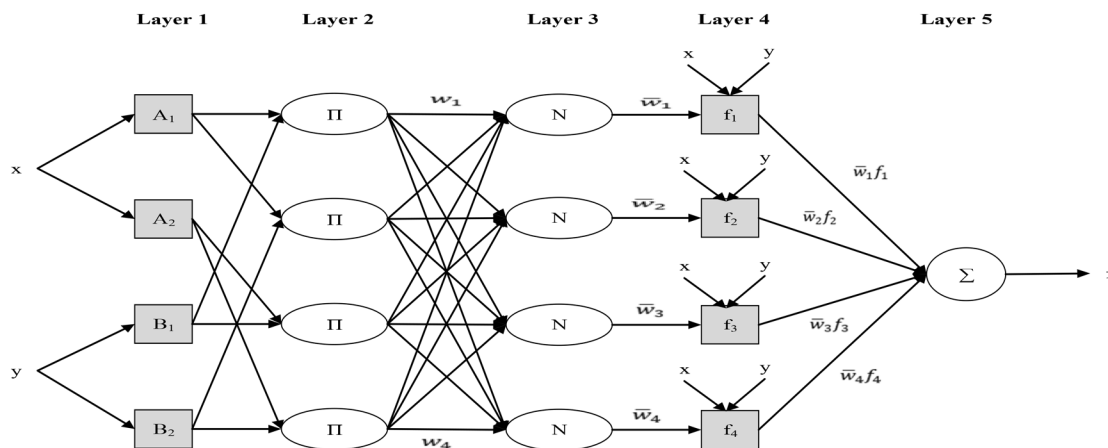 Layer 1 Layer 2 Layer 3 Layer 4 Layer 5
x y
A₁ Π w₁ N w̅₁ f₁
x
w̅₁f₁
x y
A₂ Π N w̅₂ f₂
w̅₂f₂
x y
Σ
B₁ Π N w̅₃ f₃
w̅₃f₃
y
x y
w̅₄f₄
B₂ Π w₄ N w̅₄ f₄